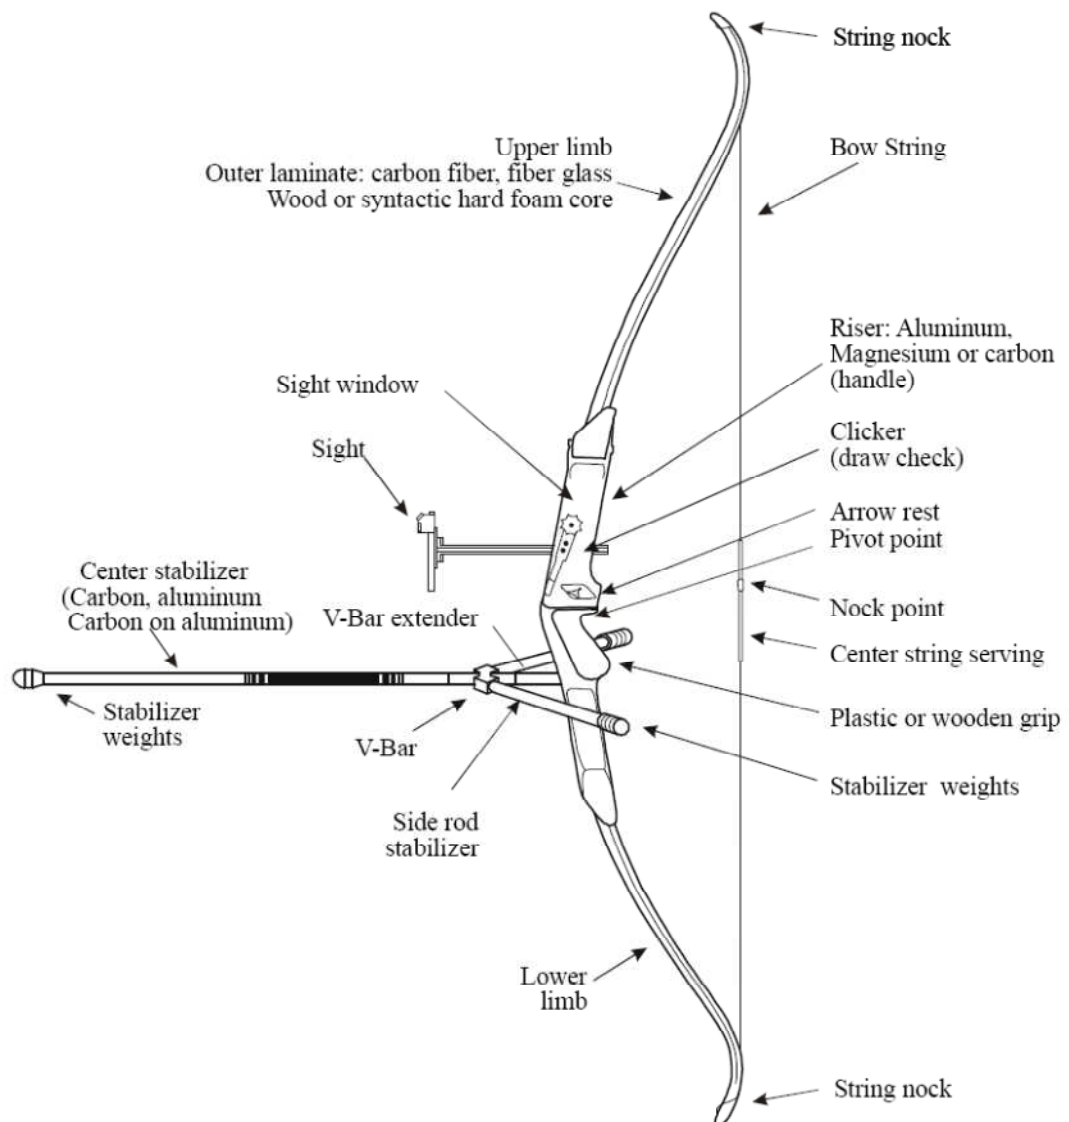 String nock
Upper limb
Outer laminate: carbon fiber, fiber glass
Wood or syntactic hard foam core
Bow String
Riser: Aluminum,
Magnesium or carbon
(handle)
Sight window
Clicker
(draw check)
Sight
Arrow rest
Pivot point
Center stabilizer
(Carbon, aluminum
Carbon on aluminum)
V-Bar extender
Nock point
Center string serving
Stabilizer
weights
V-Bar
Plastic or wooden grip
Stabilizer weights
Side rod
stabilizer
Lower
limb
String nock